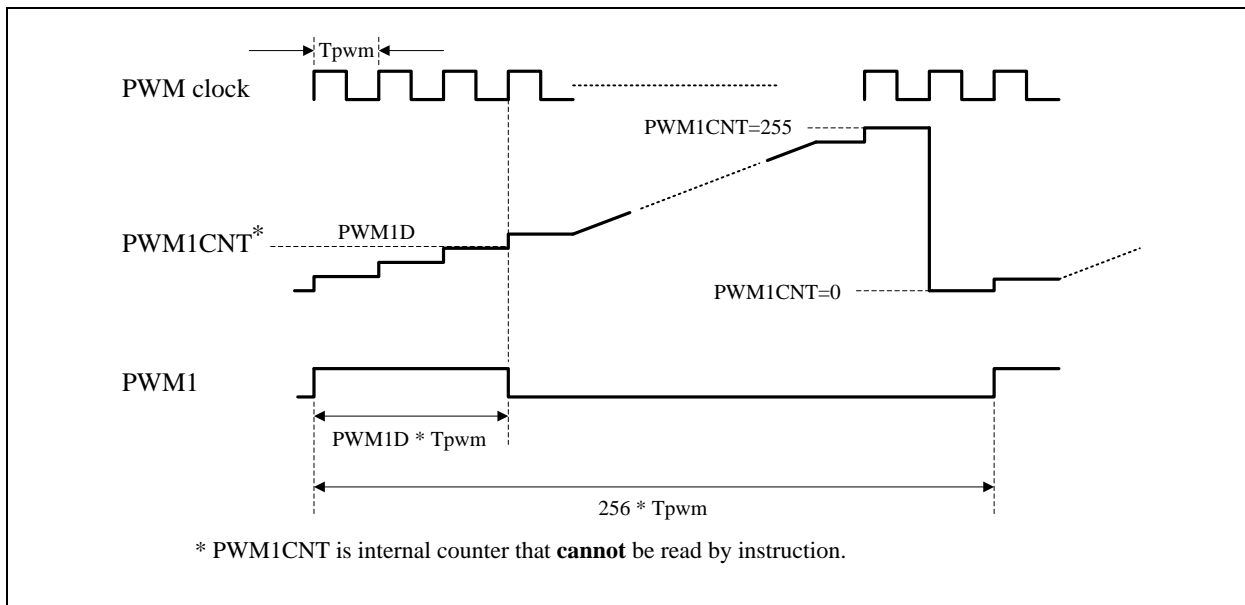 Tpwm
PWM clock
PWM1CNT=255
PWM1D
PWM1CNT*
PWM1CNT=0
PWM1
PWM1D * Tpwm
256 * Tpwm
* PWM1CNT is internal counter that cannot be read by instruction.